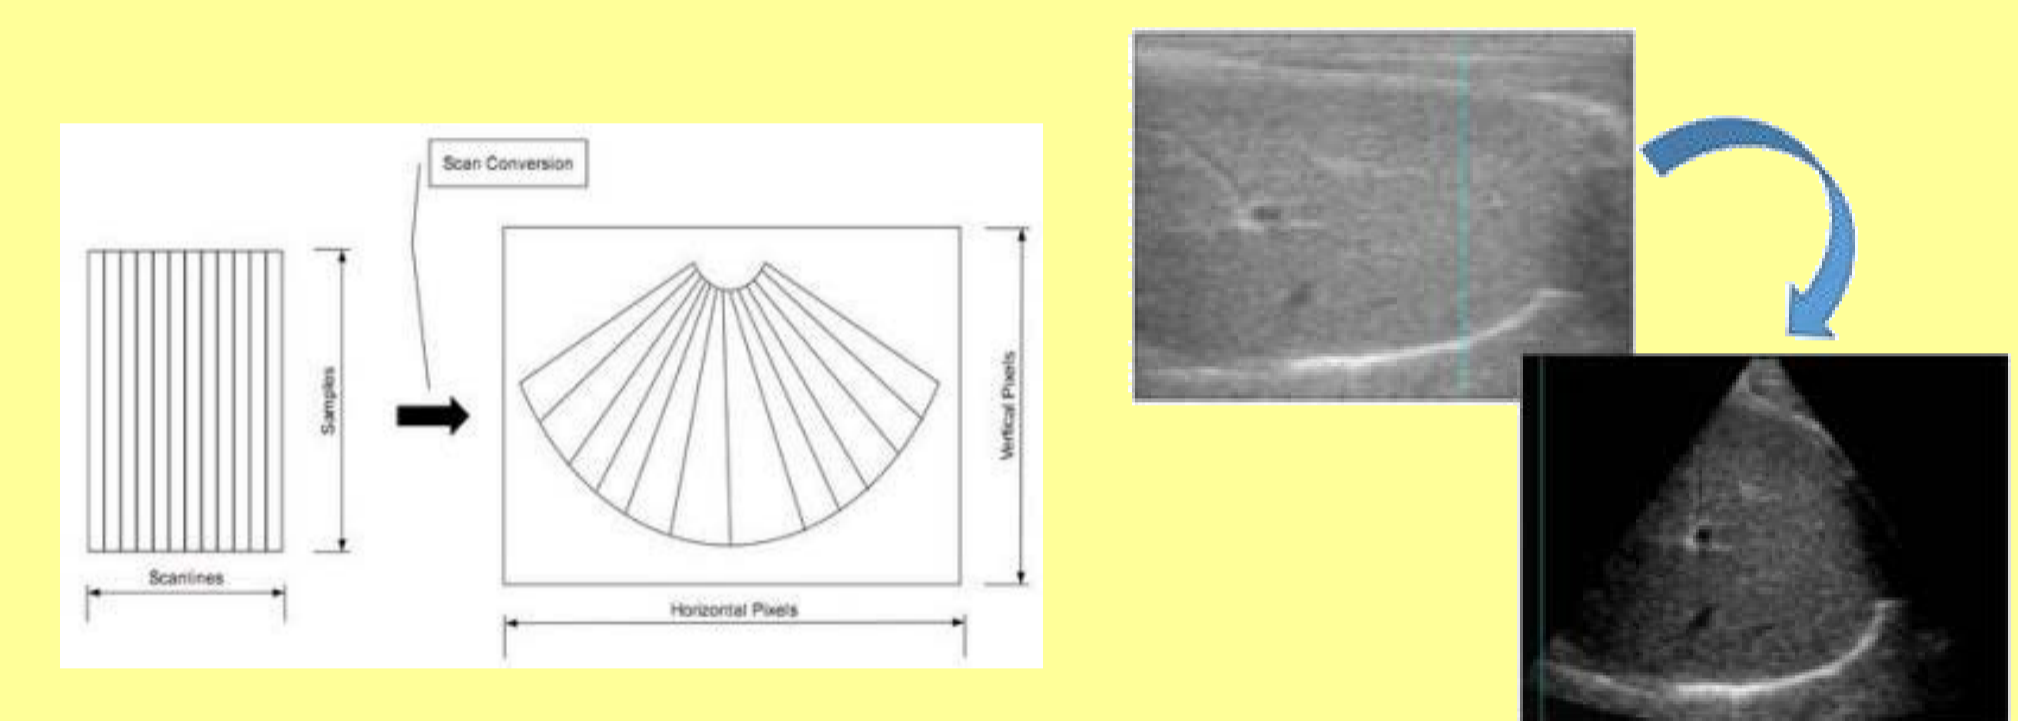 Scan Conversion
Samples
Scanlines
Vertical Pixels
Horizontal Pixels